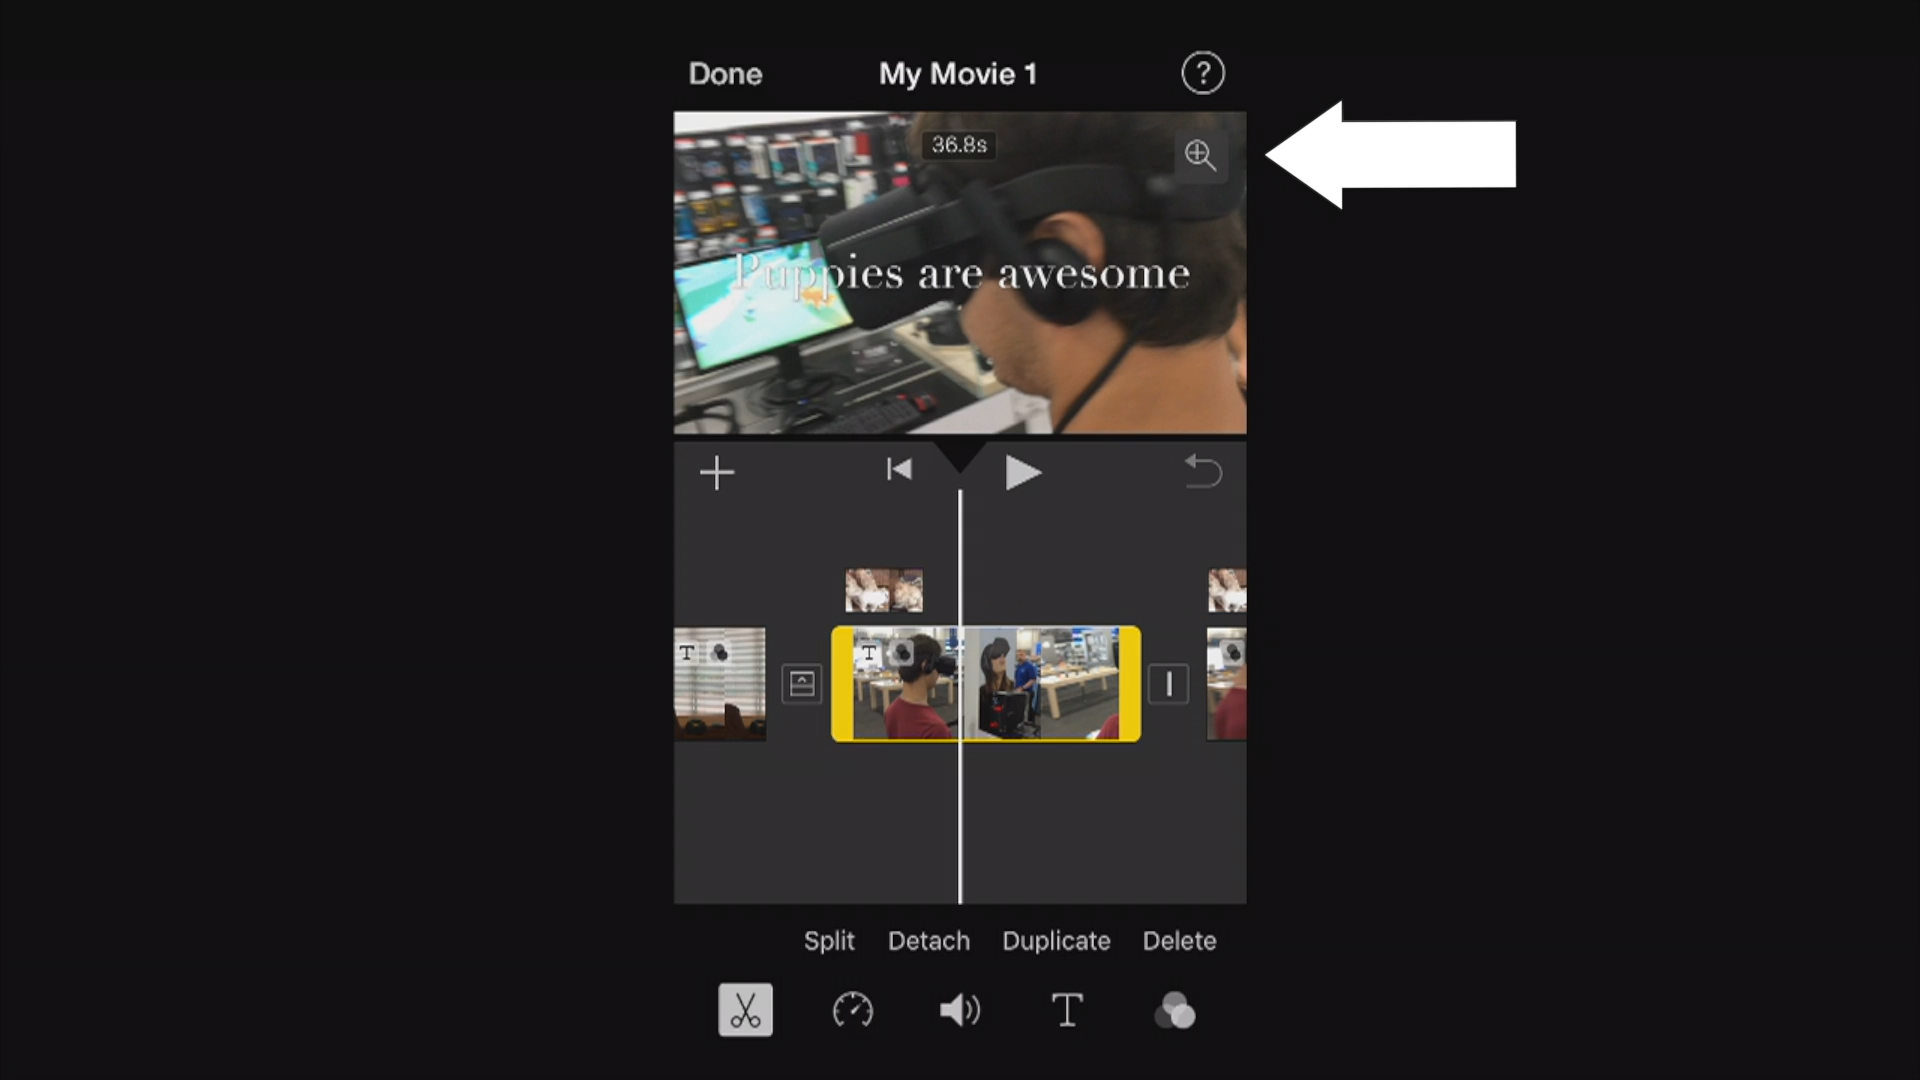 Done My Movie 1 ?
36.8s
Puppies are awesome
T T
Split Detach Duplicate Delete
T